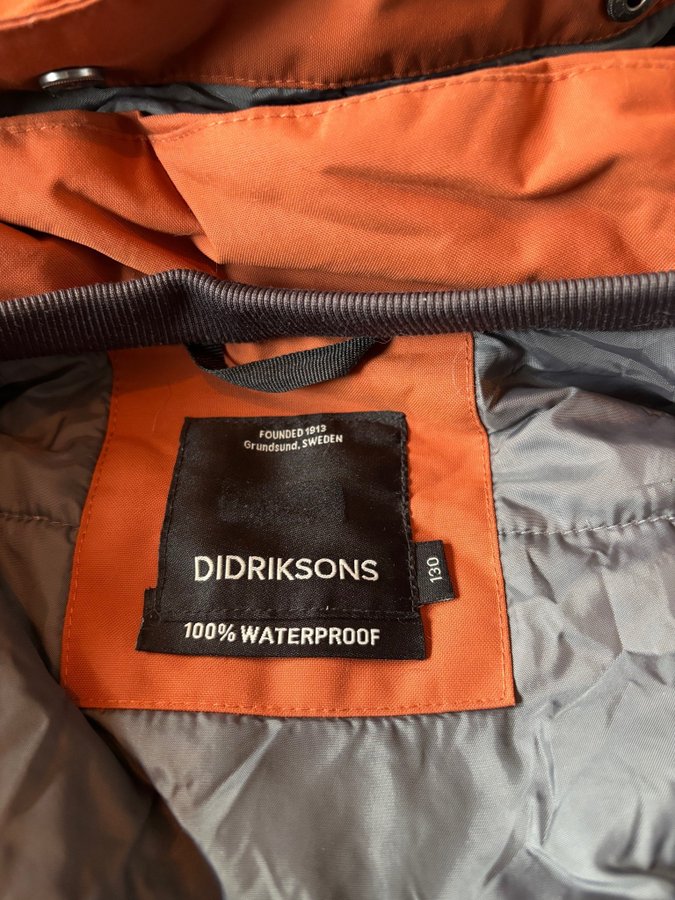 FOUNDED 1913
Grundsund, SWEDEN
DIDRIKSONS
130
100% WATERPROOF